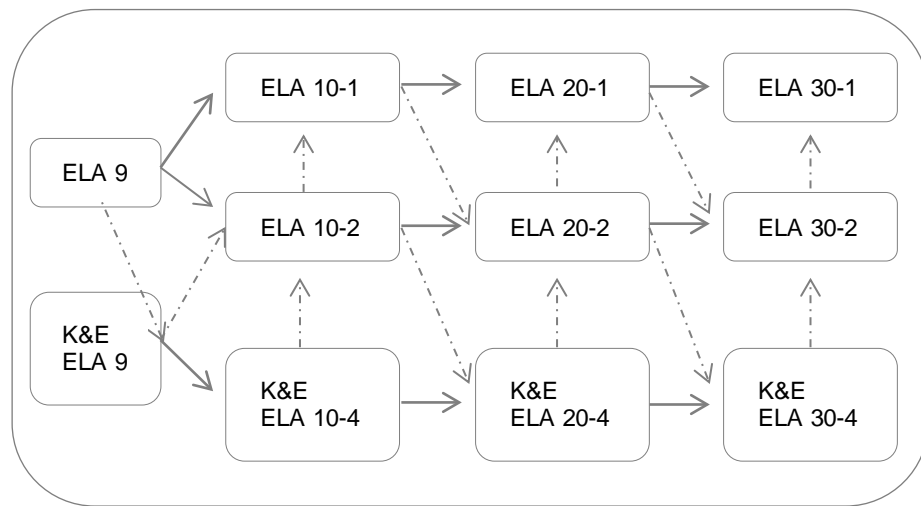 ELA 10-1
ELA 20-1
ELA 30-1
ELA 9
ELA 10-2
ELA 20-2
ELA 30-2
K&E
ELA 9
K&E
ELA 10-4
K&E
ELA 20-4
K&E
ELA 30-4